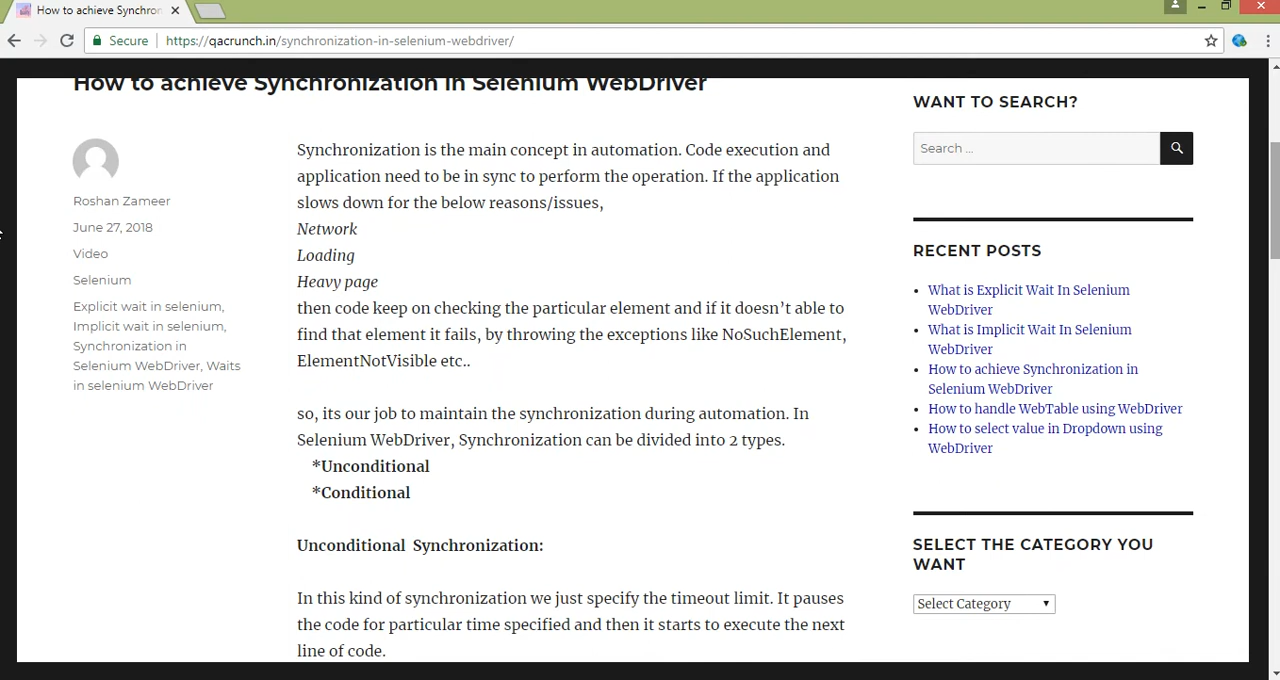 How to achieve Synchron
Secure
https://qacrunch.in/synchronization-in-selenium-webdriver/
How to achieve Synchronization in Selenium WebDriver
Roshan Zameer
June 27, 2018
Video
Selenium
Explicit wait in selenium,
Implicit wait in selenium,
Synchronization in
Selenium WebDriver, Waits
in selenium WebDriver
Synchronization is the main concept in automation. Code execution and
application need to be in sync to perform the operation. If the application
slows down for the below reasons/issues,
Network
Loading
Heavy page
then code keep on checking the particular element and if it doesn’t able to
find that element it fails, by throwing the exceptions like NoSuchElement,
ElementNotVisible etc..
so, its our job to maintain the synchronization during automation. In
Selenium WebDriver, Synchronization can be divided into 2 types.
*Unconditional
*Conditional
Unconditional Synchronization:
In this kind of synchronization we just specify the timeout limit. It pauses
the code for particular time specified and then it starts to execute the next
line of code.
WANT TO SEARCH?
Search ...
RECENT POSTS
What is Explicit Wait In Selenium
WebDriver
What is Implicit Wait In Selenium
WebDriver
How to achieve Synchronization in
Selenium WebDriver
How to handle WebTable using WebDriver
How to select value in Dropdown using
WebDriver
SELECT THE CATEGORY YOU
WANT
Select Category